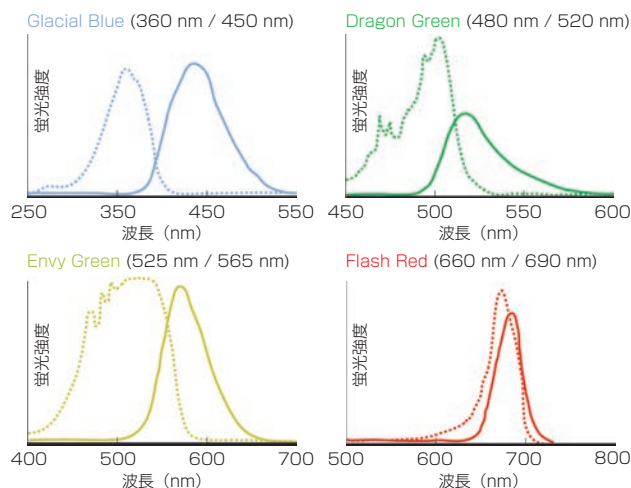 Glacial Blue (360 nm / 450 nm)
蛍光強度
250 350 450 550
波長（nm）
Dragon Green (480 nm / 520 nm)
蛍光強度
450 500 550 600
波長（nm）
Envy Green (525 nm / 565 nm)
蛍光強度
400 500 600 700
波長（nm）
Flash Red (660 nm / 690 nm)
蛍光強度
500 600 700 800
波長（nm）